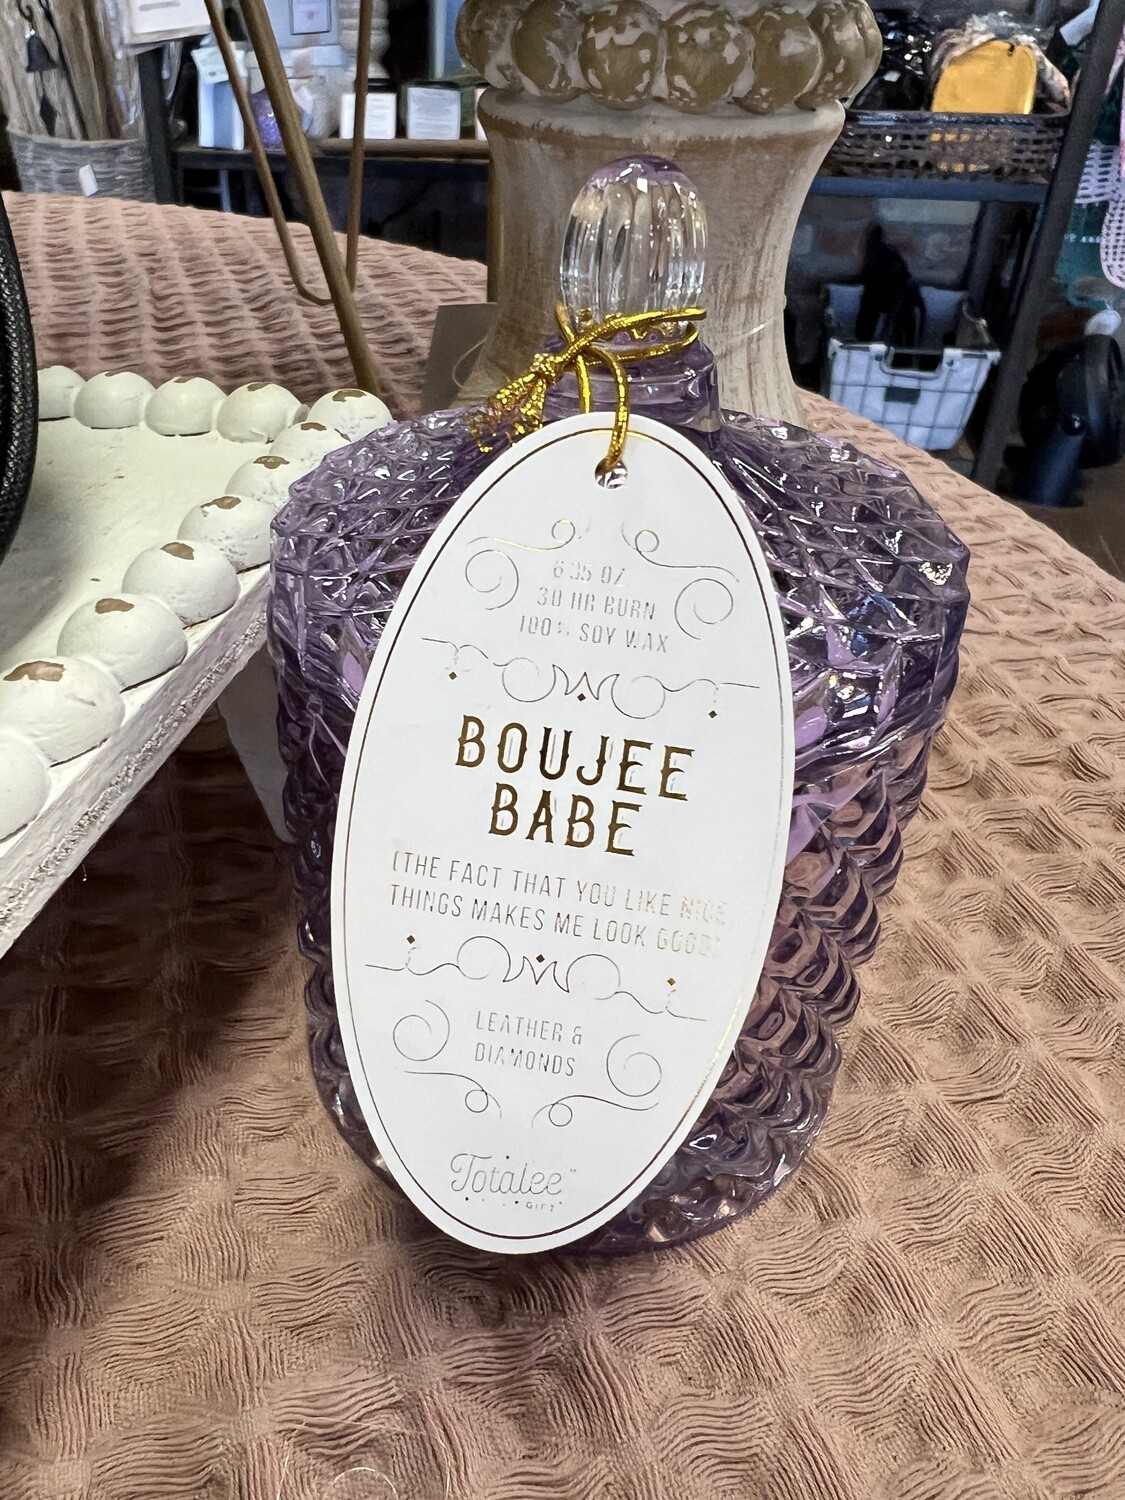 6.35 OZ.
30 HR BURN
100% SOY WAX
BOUJEE
BABE
(THE FACT THAT YOU LIKE NICE
THINGS MAKES ME LOOK GOOD)
LEATHER &
DIAMONDS
Totalee™
GIFT